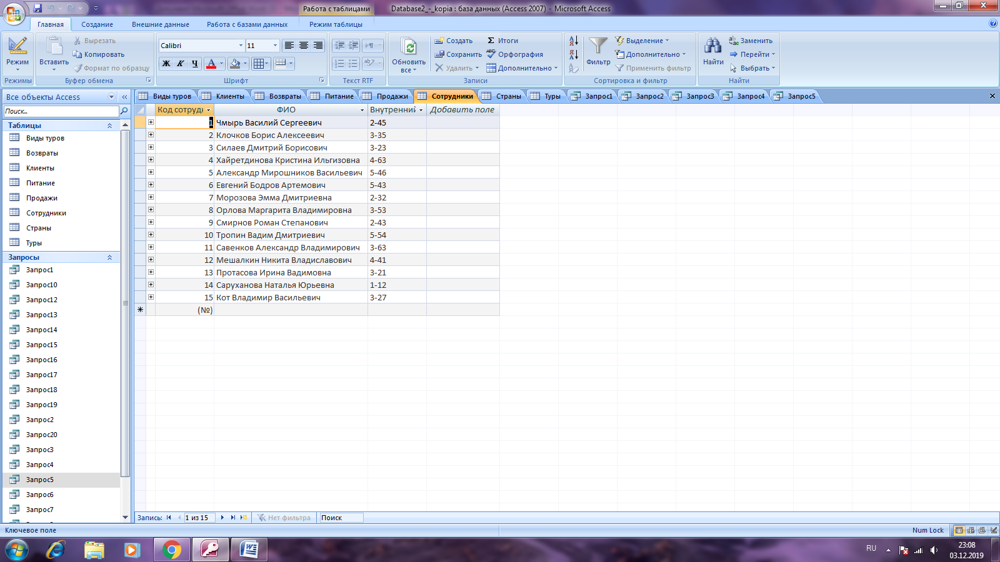 Работа с таблицами
Database2_-_kopia : база данных (Access 2007) - Microsoft Access
Главная Создание Внешние данные Работа с базами данных Режим таблицы
Режим
Режимы
Вставить
Вырезать
Копировать
Формат по образцу
Буфер обмена
Calibri 11
Ж К Ч А
Шрифт
Текст RTF
Обновить
все
Создать
Сохранить
Удалить
Итоги
Орфография
Дополнительно
Записи
Фильтр
Выделение
Дополнительно
Применить фильтр
Сортировка и фильтр
Найти
Заменить
Перейти
Выбрать
Найти
Все объекты Access
Поиск...
Таблицы
Виды туров
Возвраты
Клиенты
Питание
Продажи
Сотрудники
Страны
Туры
Запросы
Запрос1
Запрос10
Запрос12
Запрос13
Запрос14
Запрос15
Запрос16
Запрос17
Запрос18
Запрос19
Запрос2
Запрос20
Запрос3
Запрос4
Запрос5
Запрос6
Запрос7
Виды туров Клиенты Возвраты Питание Продажи Сотрудники Страны Туры Запрос1 Запрос2 Запрос3 Запрос4 Запрос5
Код сотрудн ФИО Внутренний Добавить поле
1 Чмырь Василий Сергеевич 2-45
2 Клочков Борис Алексеевич 3-35
3 Силаев Дмитрий Борисович 3-23
4 Хайретдинова Кристина Ильгизовна 4-63
5 Александр Мирошников Васильевич 5-46
6 Евгений Бодров Артемович 5-43
7 Морозова Эмма Дмитриевна 2-32
8 Орлова Маргарита Владимировна 3-53
9 Смирнов Роман Степанович 2-43
10 Тропин Вадим Дмитриевич 5-54
11 Савенков Александр Владимирович 3-63
12 Мешалкин Никита Владиславович 4-41
13 Протасова Ирина Вадимовна 3-21
14 Саруханова Наталья Юрьевна 1-12
15 Кот Владимир Васильевич 3-27
(№)
Запись: 1 из 15 Нет фильтра Поиск
Ключевое поле
Num Lock
RU
23:08
03.12.2019